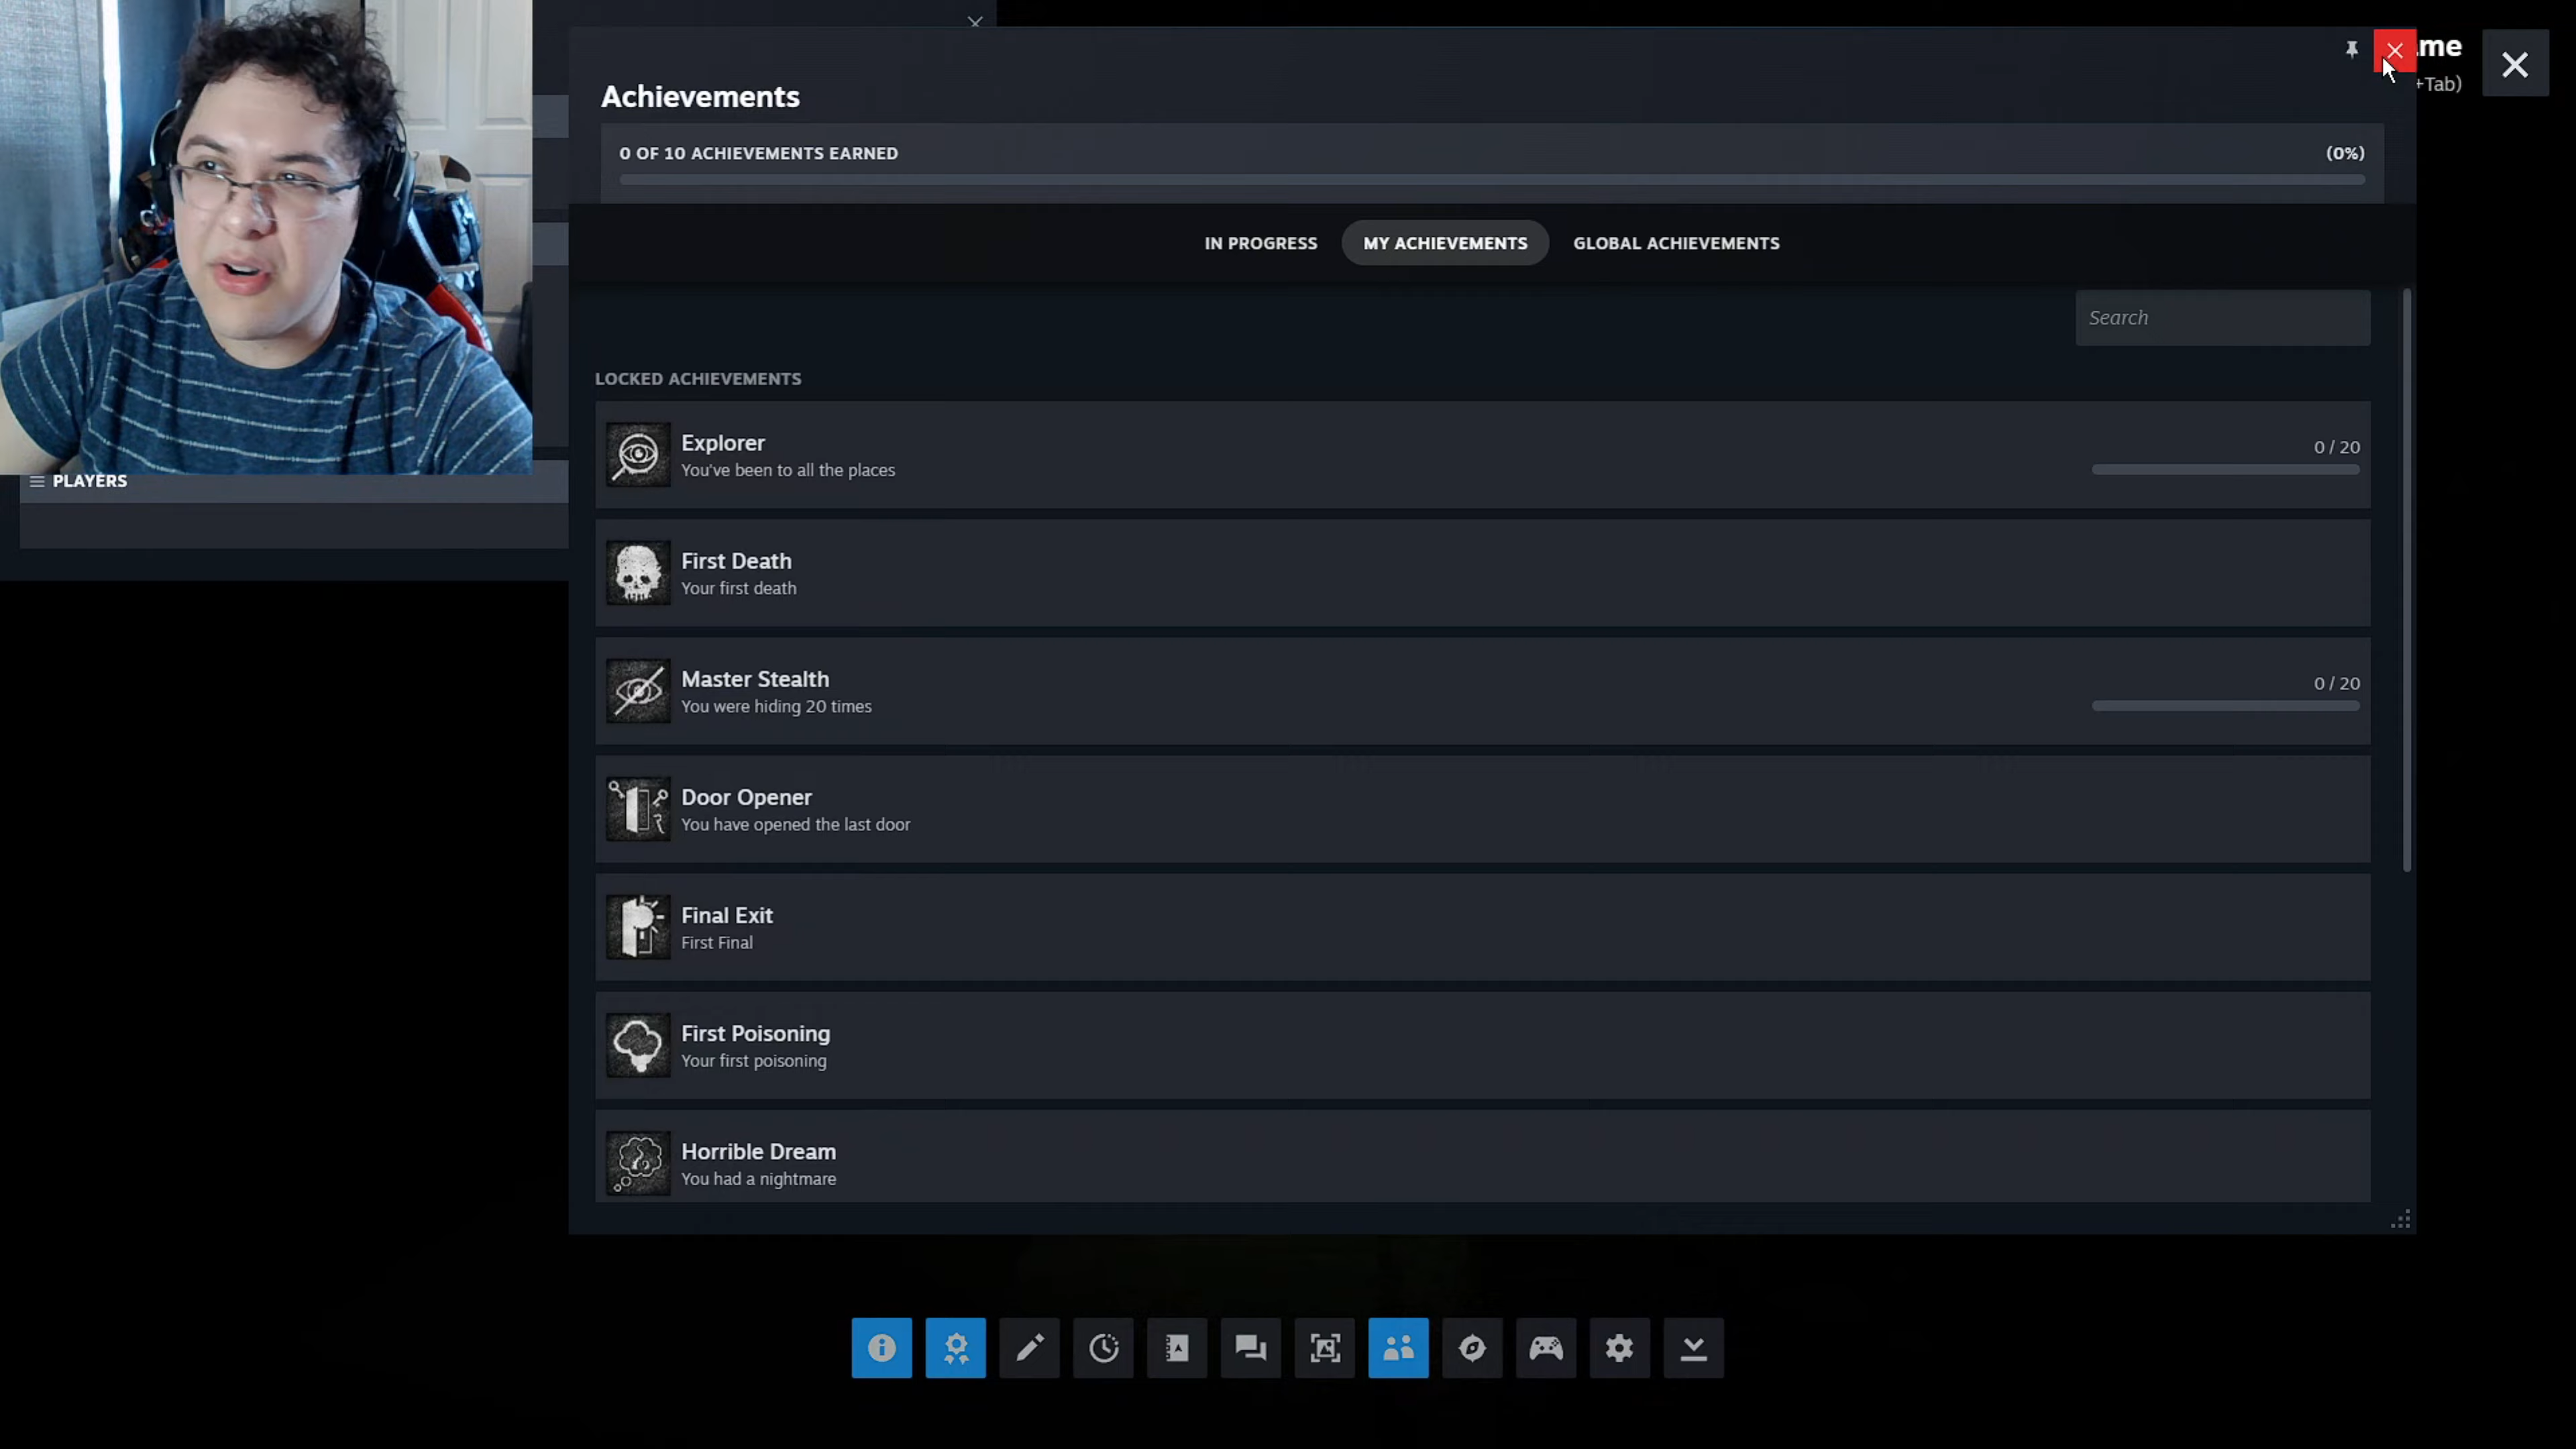 ame
+Tab)
Achievements
0 OF 10 ACHIEVEMENTS EARNED
(0%)
IN PROGRESS
MY ACHIEVEMENTS
GLOBAL ACHIEVEMENTS
Search
LOCKED ACHIEVEMENTS
Explorer
You've been to all the places
0 / 20
PLAYERS
First Death
Your first death
Master Stealth
You were hiding 20 times
0 / 20
Door Opener
You have opened the last door
Final Exit
First Final
First Poisoning
Your first poisoning
Horrible Dream
You had a nightmare